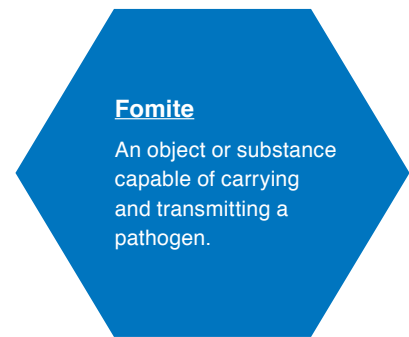 Fomite
An object or substance
capable of carrying
and transmitting a
pathogen.